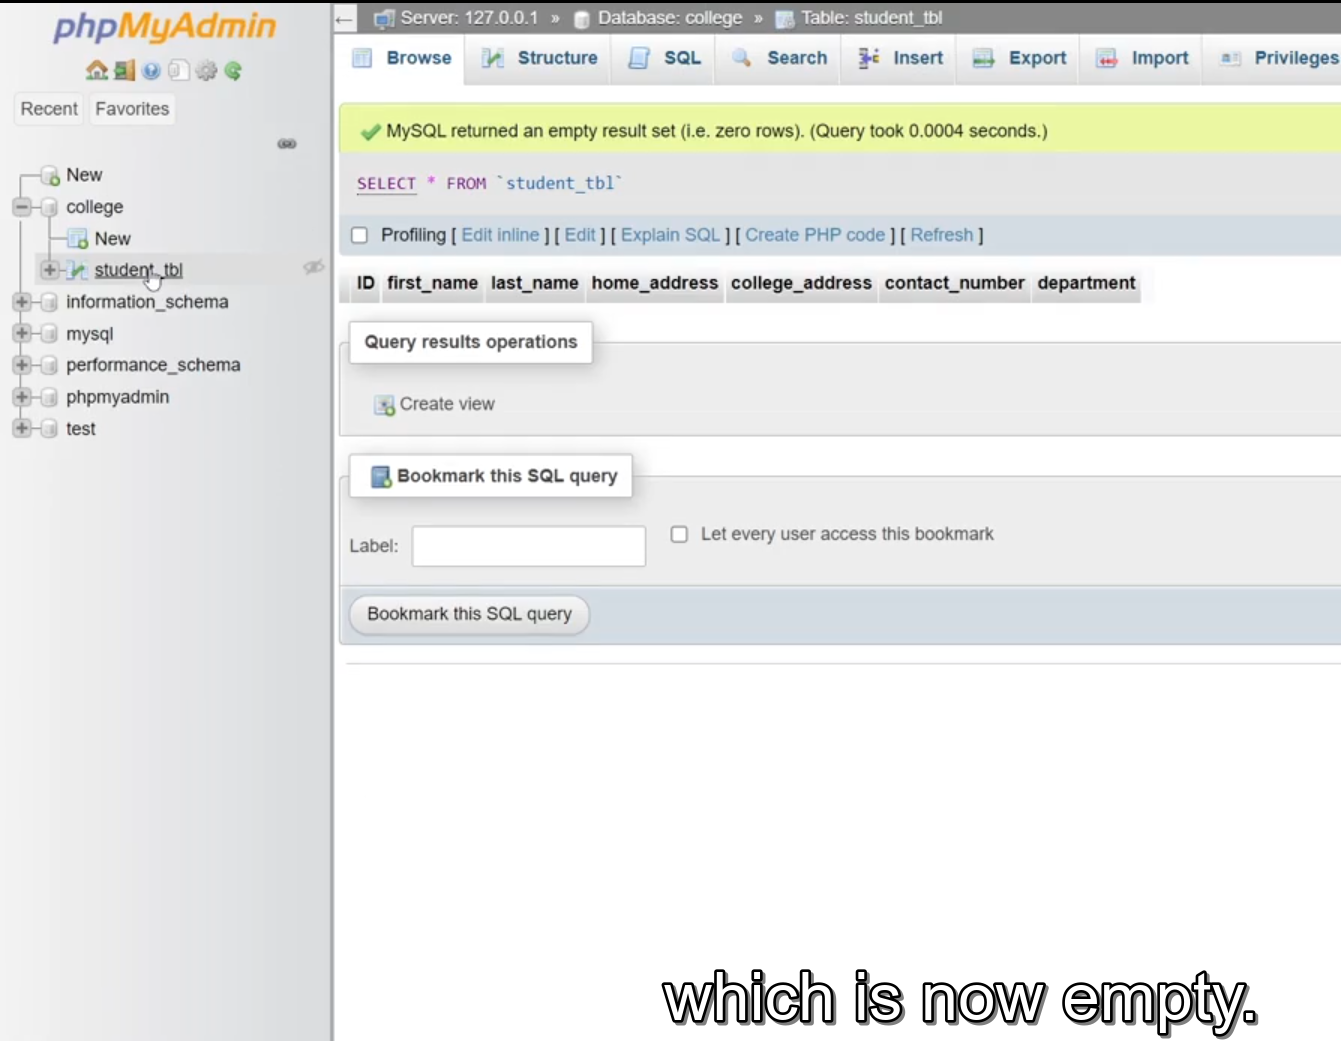 phpMyAdmin
Recent Favorites
New
college
New
student_tbl
information_schema
mysql
performance_schema
phpmyadmin
test
Server: 127.0.0.1 » Database: college » Table: student_tbl
Browse Structure SQL Search Insert Export Import Privileges
MySQL returned an empty result set (i.e. zero rows). (Query took 0.0004 seconds.)
SELECT * FROM `student_tbl`
Profiling [ Edit inline ] [ Edit ] [ Explain SQL ] [ Create PHP code ] [ Refresh ]
ID first_name last_name home_address college_address contact_number department
Query results operations
Create view
Bookmark this SQL query
Label: Let every user access this bookmark
Bookmark this SQL query
which is now empty.